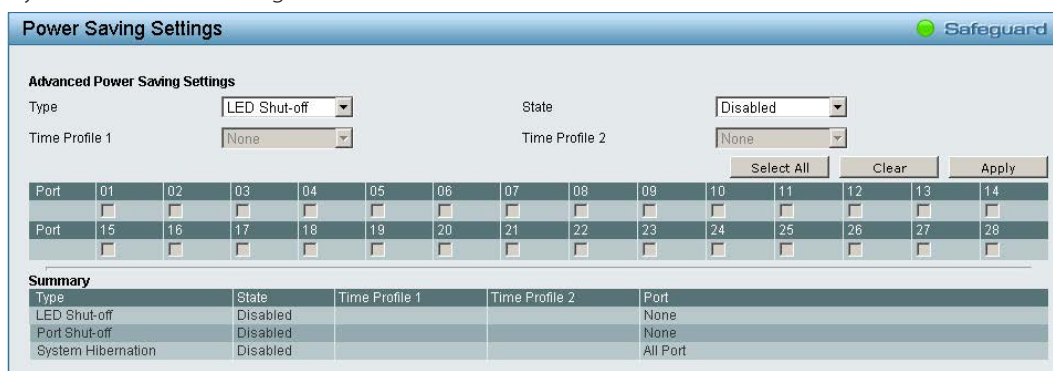 Power Saving Settings Safeguard
Advanced Power Saving Settings
Type LED Shut-off State Disabled
Time Profile 1 None Time Profile 2 None
Select All Clear Apply
Port 01 02 03 04 05 06 07 08 09 10 11 12 13 14
Port 15 16 17 18 19 20 21 22 23 24 25 26 27 28
Summary
Type State Time Profile 1 Time Profile 2 Port
LED Shut-off Disabled None
Port Shut-off Disabled None
System Hibernation Disabled All Port